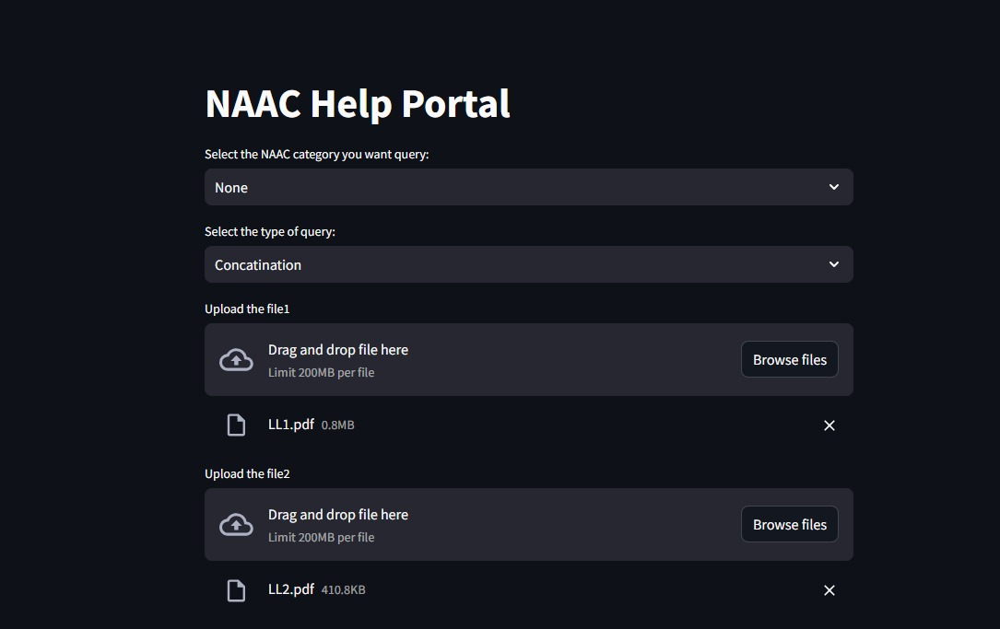 NAAC Help Portal
Select the NAAC category you want query:
None
Select the type of query:
Concatination
Upload the file1
Drag and drop file here
Limit 200MB per file
Browse files
LL1.pdf 0.8MB
Upload the file2
Drag and drop file here
Limit 200MB per file
Browse files
LL2.pdf 410.8KB